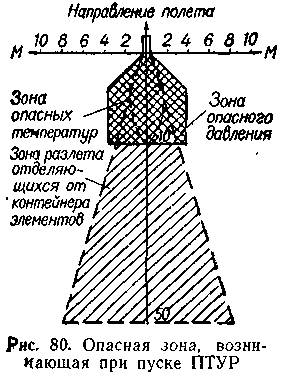 Направление полета
М 10 8 6 4 2 2 4 6 8 10 М
Зона
опасных
температур
Зона
опасного
давления
10
Зона разлета
отделяю-
щихся от
контейнера
элементов
50
Рис. 80. Опасная зона, возни-
кающая при пуске ПТУР